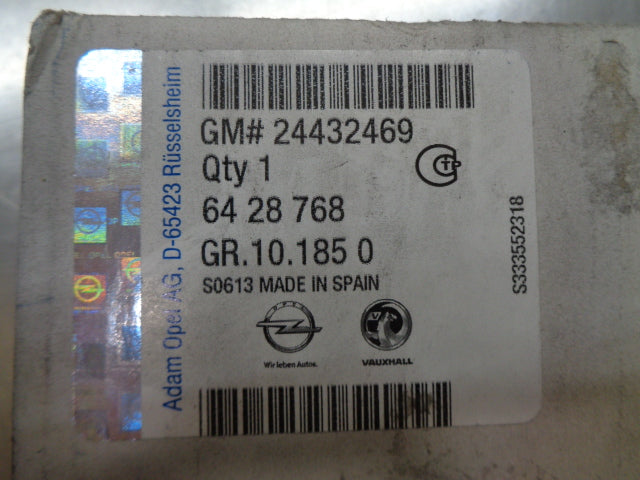 Adam Opel AG, D-65423 Rüsselsheim
GM# 24432469
Qty 1
64 28 768
GR.10.185 0
S0613 MADE IN SPAIN
OPEL
Wir leben Autos.
VAUXHALL
S333552318